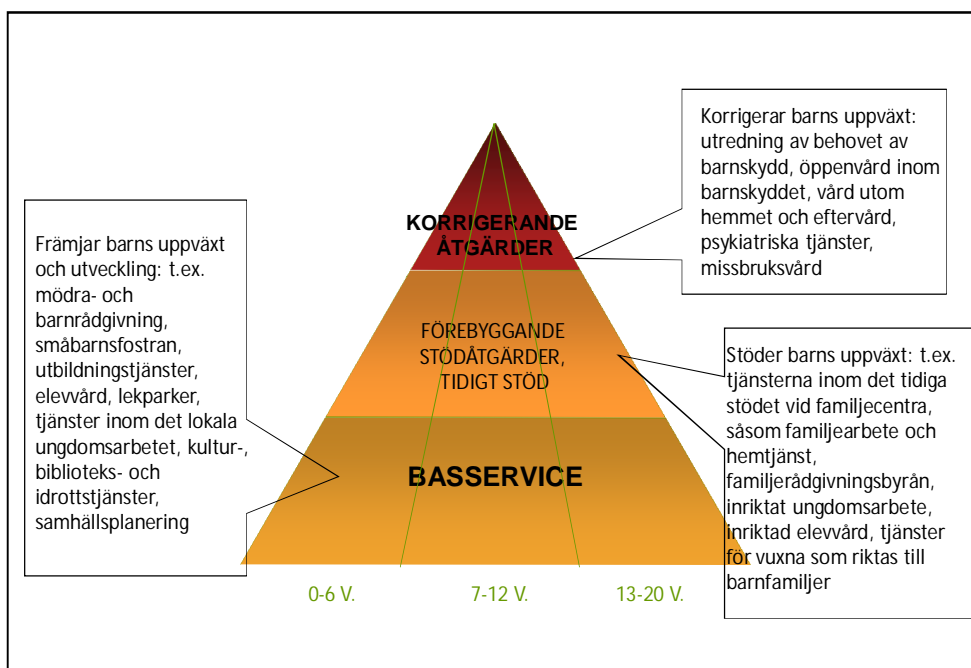 Korrigerar barns uppväxt:
utredning av behovet av
barnskydd, öppenvård inom
barnskyddet, vård utom
hemmet och eftervård,
psykiatriska tjänster,
missbruksvård
KORRIGERANDE
ÅTGÄRDER
Främjar barns uppväxt
och utveckling: t.ex.
mödra- och
barnrådgivning,
småbarnsfostran,
utbildningstjänster,
elevvård, lekparker,
tjänster inom det lokala
ungdomsarbetet, kultur-,
biblioteks- och
idrottstjänster,
samhällsplanering
FÖREBYGGANDE
STÖDÅTGÄRDER,
TIDIGT STÖD
Stöder barns uppväxt: t.ex.
tjänsterna inom det tidiga
stödet vid familjecentra,
såsom familjearbete och
hemtjänst,
familjerådgivningsbyrån,
inriktat ungdomsarbete,
inriktad elevvård, tjänster
för vuxna som riktas till
barnfamiljer
BASSERVICE
0-6 V.
7-12 V.
13-20 V.